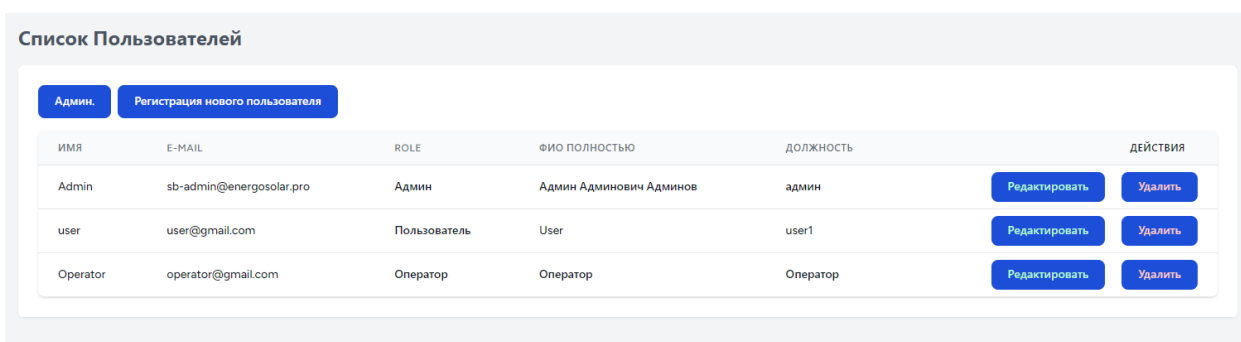 Список Пользователей
Админ. Регистрация нового пользователя
ИМЯ E-MAIL ROLE ФИО ПОЛНОСТЬЮ ДОЛЖНОСТЬ ДЕЙСТВИЯ
Admin sb-admin@energosolar.pro Админ Админ Админович Админов админ Редактировать Удалить
user user@gmail.com Пользователь User user1 Редактировать Удалить
Operator operator@gmail.com Оператор Оператор Оператор Редактировать Удалить